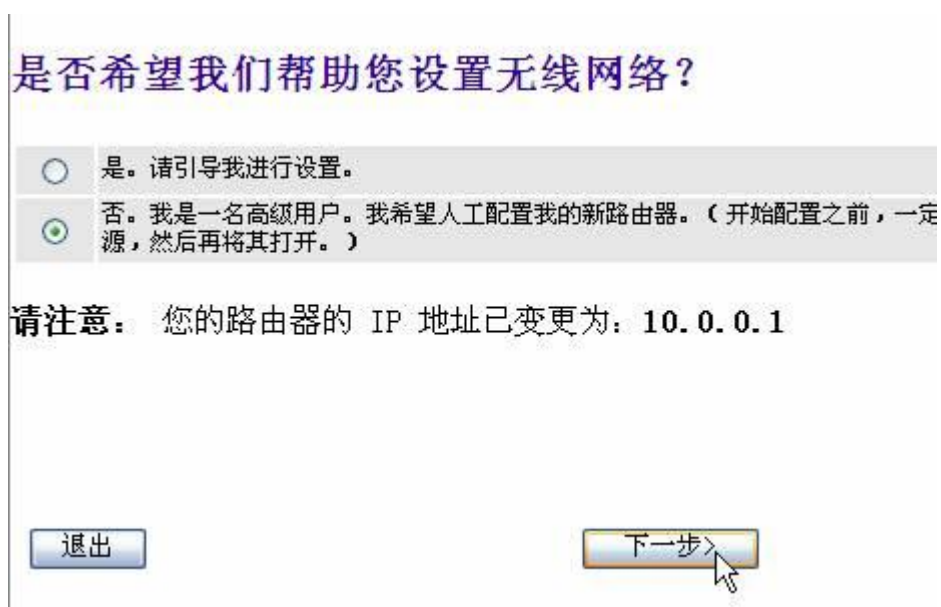 是否希望我们帮助您设置无线网络？
是。请引导我进行设置。
否。我是一名高级用户。我希望人工配置我的新路由器。（开始配置之前，一定
源，然后再将其打开。）
请注意： 您的路由器的 IP 地址已变更为：10.0.0.1
退出
下一步>